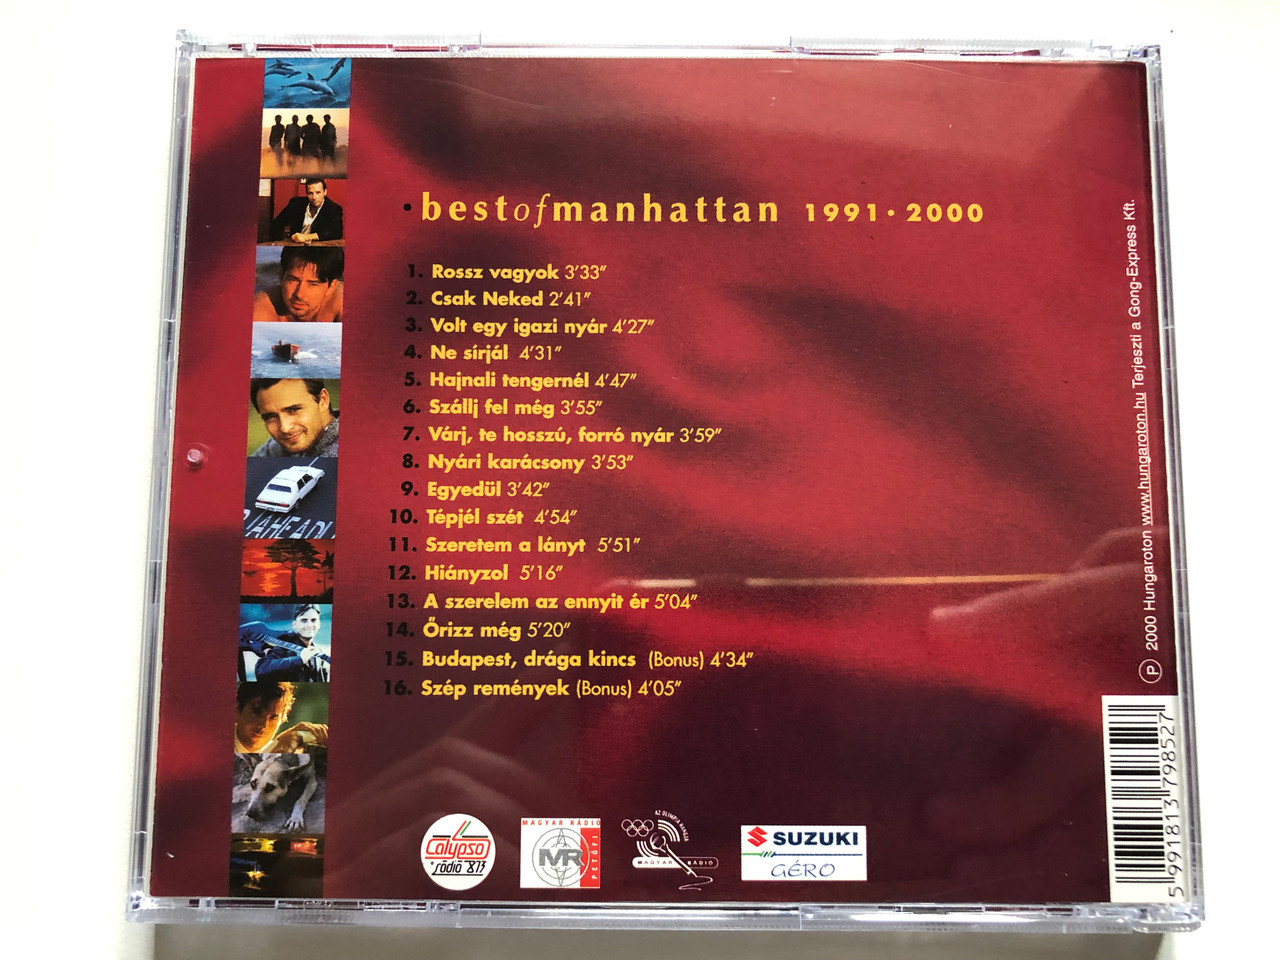 • bestofmanhattan 1991 • 2000
1. Rossz vagyok 3’33”
2. Csak Neked 2’41”
3. Volt egy igazi nyár 4’27”
4. Ne sírjál 4’31”
5. Hajnali tengernél 4’47”
6. Szállj fel még 3’55”
7. Várj, te hosszú, forró nyár 3’59”
8. Nyári karácsony 3’53”
9. Egyedül 3’42”
10. Tépjél szét 4’54”
11. Szeretem a lányt 5’51”
12. Hiányzol 5’16”
13. A szerelem az ennyit ér 5’04”
14. Őrizz még 5’20”
15. Budapest, drága kincs (Bonus) 4’34”
16. Szép remények (Bonus) 4’05”
AHEAD
Calypso
rádió 873
MAGYAR RÁDIÓ
MR
PETŐFI
AZ OLIMPIA HANGJA
MAGYAR RÁDIÓ
SUZUKI
GÉRO
Ⓟ 2000 Hungaroton www.hungaroton.hu Terjeszti a Gong-Express Kft.
5 991813 798527